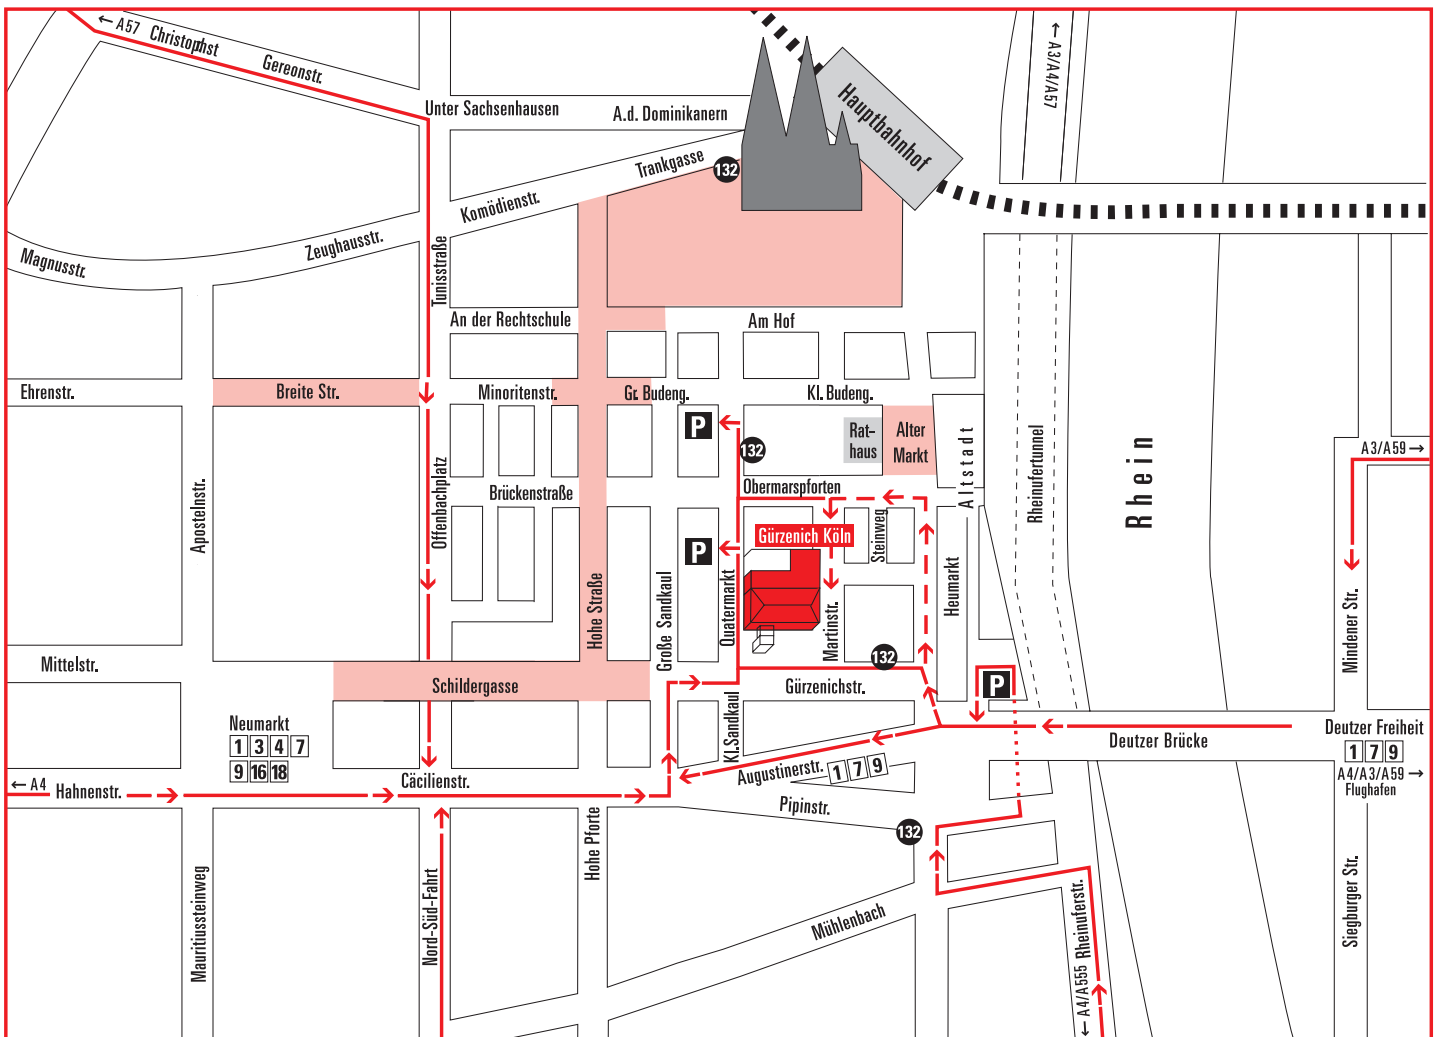 ← A57
Christophst
Gereonstr.
Unter Sachsenhausen
A.d. Dominikanern
Hauptbahnhof
← A3/A4/A57
Trankgasse
132
Komödienstr.
Zeughausstr.
Magnusstr.
Tunisstraße
An der Rechtschule
Am Hof
Ehrenstr.
Breite Str.
Minoritenstr.
Gr. Budeng.
Kl. Budeng.
P
132
Rat-
haus
Alter
Markt
Altstadt
Rheinufertunnel
Rhein
A3/A59 →
Apostelnstr.
Offenbachplatz
Brückenstraße
Obermarspforten
Gürzenich Köln
Steinweg
P
Hohe Straße
Große Sandkaul
Quatermarkt
Martinstr.
Heumarkt
Mindener Str.
Mittelstr.
Schildergasse
132
Gürzenichstr.
P
Neumarkt
1 3 4 7
9 16 18
Kl. Sandkaul
Deutzer Brücke
Deutzer Freiheit
1 7 9
A4/A3/A59 →
Flughafen
← A4
Hahnenstr.
Cäcilienstr.
Augustinerstr.
1 7 9
Pipinstr.
132
Hohe Pforte
Mauritiussteinweg
Nord-Süd-Fahrt
Mühlenbach
← A4/A555
Rheinuferstr.
Siegburger Str.